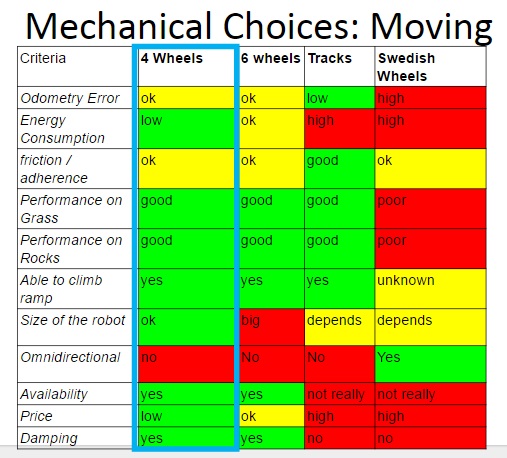 Mechanical Choices: Moving
Criteria 4 Wheels 6 wheels Tracks Swedish
Wheels
Odometry Error ok ok low high
Energy low ok high high
Consumption
friction / ok ok good ok
adherence
Performance on good good good poor
Grass
Performance on good good good poor
Rocks
Able to climb yes yes yes unknown
ramp
Size of the robot ok big depends depends
Omnidirectional no No No Yes
Availability yes yes not really not really
Price low ok high high
Damping yes yes no no